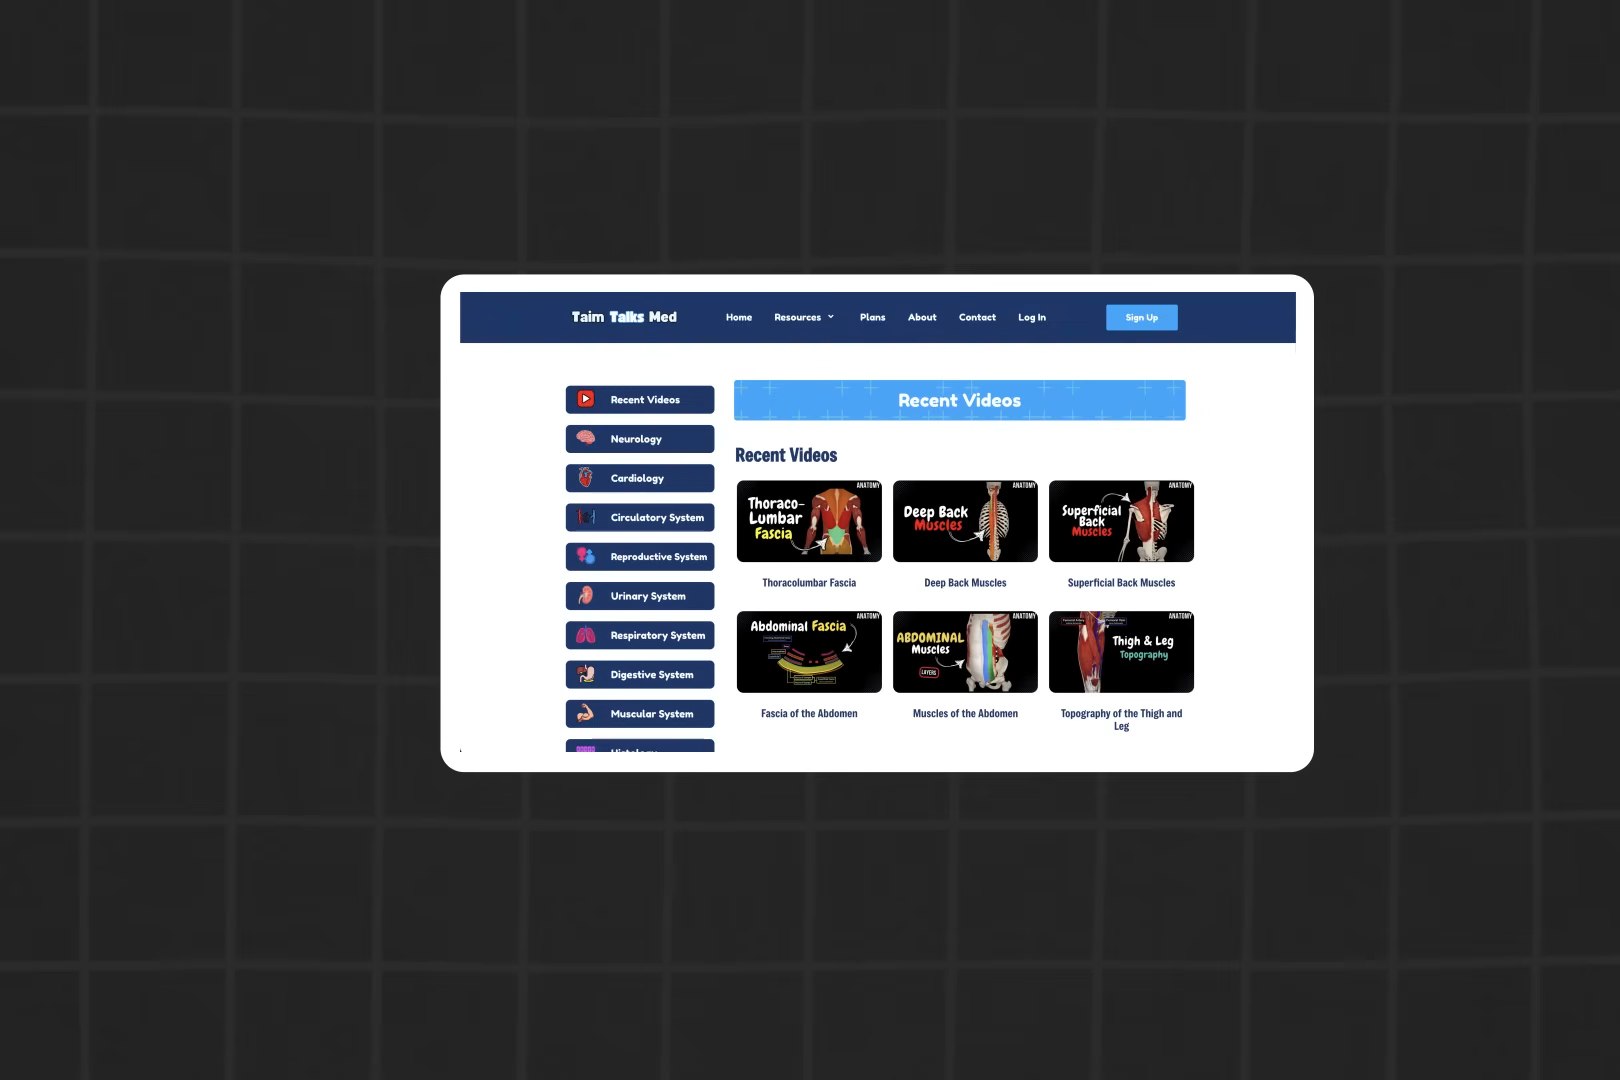 Taim Talks Med
Home
Resources
Plans
About
Contact
Log In
Sign Up
Recent Videos
Neurology
Cardiology
Circulatory System
Reproductive System
Urinary System
Respiratory System
Digestive System
Muscular System
Histology
Recent Videos
Recent Videos
ANATOMY
Thoraco-
Lumbar
Fascia
Thoracolumbar Fascia
ANATOMY
Deep Back
Muscles
Deep Back Muscles
ANATOMY
Superficial
Back
Muscles
Superficial Back Muscles
ANATOMY
Abdominal Fascia
Fascia of the Abdomen
ANATOMY
ABDOMINAL
Muscles
LAYERS
Muscles of the Abdomen
ANATOMY
Thigh & Leg
Topography
Topography of the Thigh and
Leg